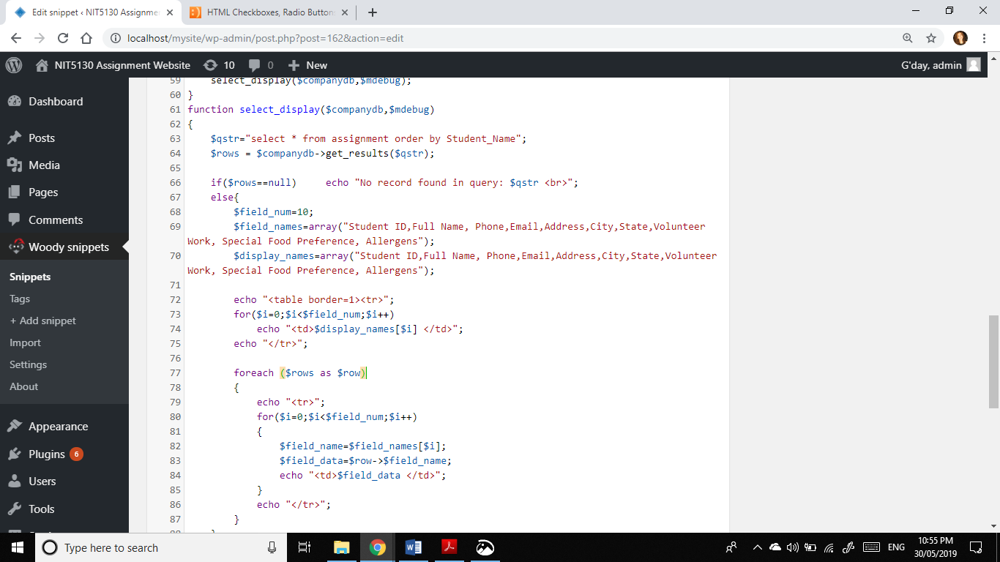 Edit snippet ‹ NIT5130 Assignme
HTML Checkboxes, Radio Button
localhost/mysite/wp-admin/post.php?post=162&action=edit
NIT5130 Assignment Website 10 0 New G'day, admin
Dashboard
Posts
Media
Pages
Comments
Woody snippets
Snippets
Tags
+ Add snippet
Import
Settings
About
Appearance
Plugins 6
Users
Tools
59 select_display($companydb,$mdebug);
60 }
61 function select_display($companydb,$mdebug)
62 {
63 $qstr="select * from assignment order by Student_Name";
64 $rows = $companydb->get_results($qstr);
65
66 if($rows==null) echo "No record found in query: $qstr <br>";
67 else{
68 $field_num=10;
69 $field_names=array("Student ID,Full Name, Phone,Email,Address,City,State,Volunteer
Work, Special Food Preference, Allergens");
70 $display_names=array("Student ID,Full Name, Phone,Email,Address,City,State,Volunteer
Work, Special Food Preference, Allergens");
71
72 echo "<table border=1><tr>";
73 for($i=0;$i<$field_num;$i++)
74 echo "<td>$display_names[$i] </td>";
75 echo "</tr>";
76
77 foreach ($rows as $row)
78 {
79 echo "<tr>";
80 for($i=0;$i<$field_num;$i++)
81 {
82 $field_name=$field_names[$i];
83 $field_data=$row->$field_name;
84 echo "<td>$field_data </td>";
85 }
86 echo "</tr>";
87 }
88 }
Type here to search
ENG
10:55 PM
30/05/2019